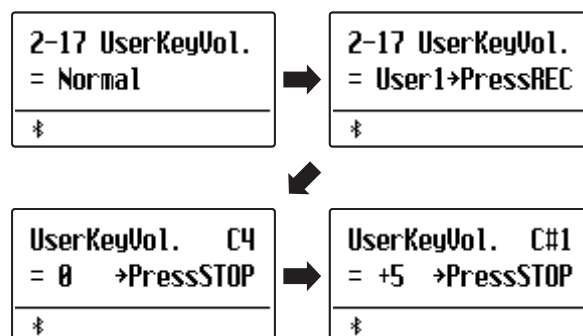 2-17 UserKeyVol.
= Normal
2-17 UserKeyVol.
= User1→PressREC
UserKeyVol. C4
= 0 →PressSTOP
UserKeyVol. C#1
= +5 →PressSTOP